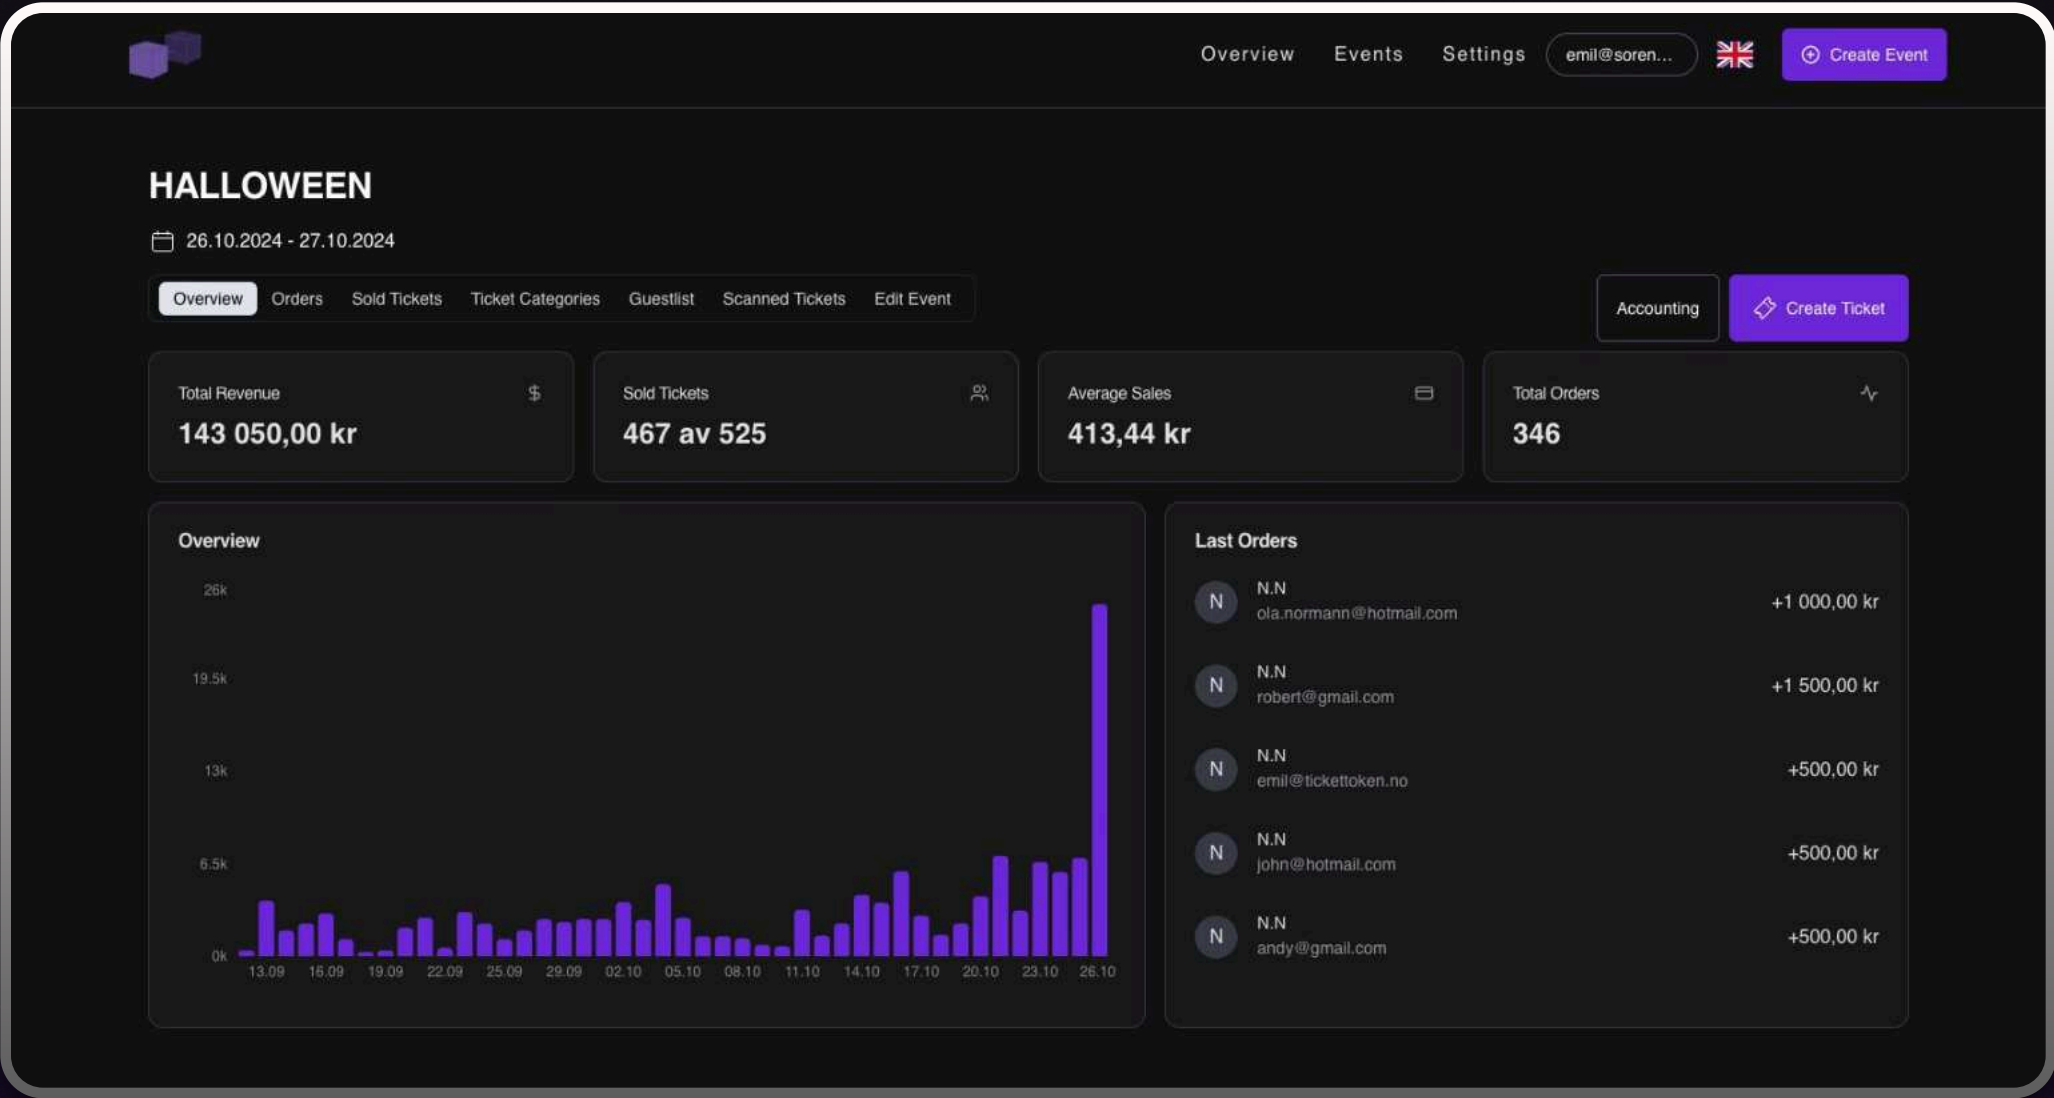 Overview Events Settings emil@soren... Create Event
HALLOWEEN
26.10.2024 - 27.10.2024
Overview Orders Sold Tickets Ticket Categories Guestlist Scanned Tickets Edit Event
Accounting Create Ticket
Total Revenue
$
143 050,00 kr
Sold Tickets
467 av 525
Average Sales
413,44 kr
Total Orders
346
Overview
26k
19.5k
13k
6.5k
0k
13.09 16.09 19.09 22.09 25.09 29.09 02.10 05.10 08.10 11.10 14.10 17.10 20.10 23.10 26.10
Last Orders
N
N.N
ola.normann@hotmail.com
+1 000,00 kr
N
N.N
robert@gmail.com
+1 500,00 kr
N
N.N
emil@tickettoken.no
+500,00 kr
N
N.N
john@hotmail.com
+500,00 kr
N
N.N
andy@gmail.com
+500,00 kr